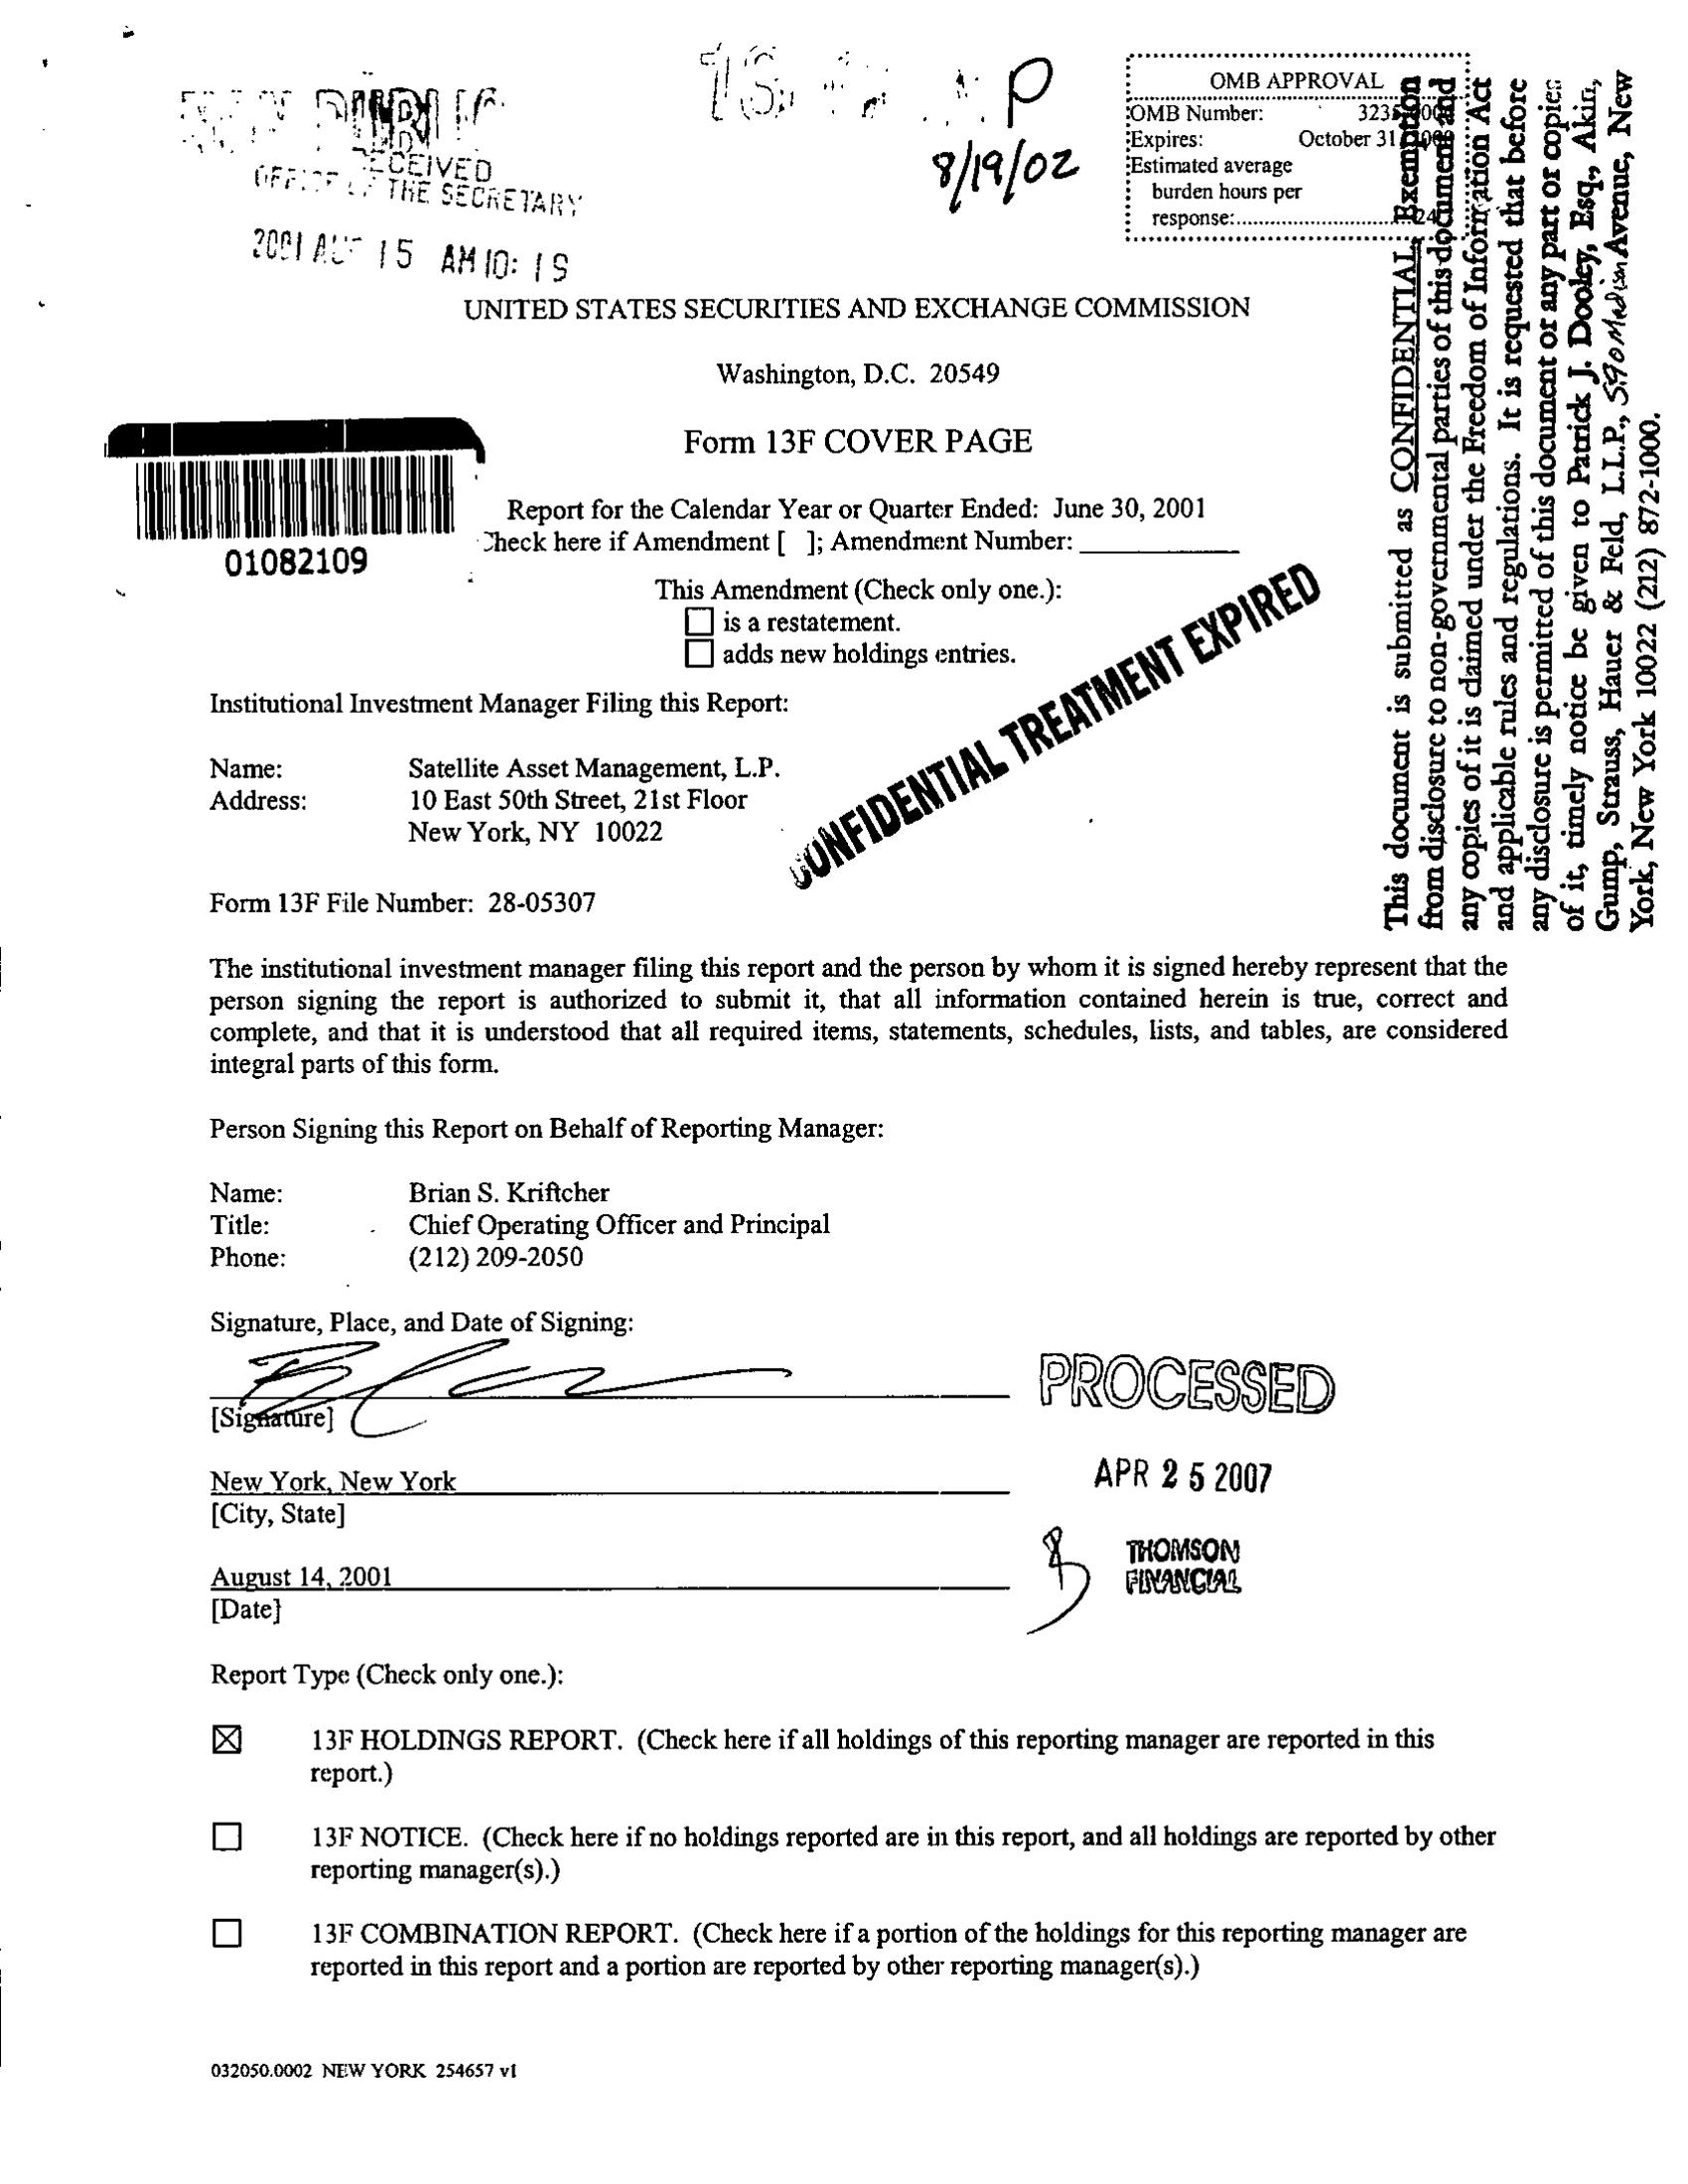 P
8/19/02
RECEIVED
OFFICE OF THE SECRETARY
2001 AUG 15 AM 10: 19
OMB APPROVAL
OMB Number:
Expires: October 31,
Estimated average
burden hours per
response:
UNITED STATES SECURITIES AND EXCHANGE COMMISSION
Washington, D.C. 20549
Form 13F COVER PAGE
01082109
Report for the Calendar Year or Quarter Ended: June 30, 2001
Check here if Amendment [ ]; Amendment Number:
This Amendment (Check only one.):
is a restatement.
adds new holdings entries.
CONFIDENTIAL TREATMENT EXPIRED
This document is submitted as CONFIDENTIAL. Exemption
from disclosure to non-governmental parties of this document and
any copies of it is claimed under the Freedom of Information Act
and applicable rules and regulations. It is requested that before
any disclosure is permitted of this document or any part or copies
of it, timely notice be given to Patrick J. Dooley, Esq., Akin,
Gump, Strauss, Hauer & Feld, L.L.P., 590 Madison Avenue, New
York, New York 10022 (212) 872-1000.
Institutional Investment Manager Filing this Report:
Name: Satellite Asset Management, L.P.
Address: 10 East 50th Street, 21st Floor
New York, NY 10022
Form 13F File Number: 28-05307
The institutional investment manager filing this report and the person by whom it is signed hereby represent that the
person signing the report is authorized to submit it, that all information contained herein is true, correct and
complete, and that it is understood that all required items, statements, schedules, lists, and tables, are considered
integral parts of this form.
Person Signing this Report on Behalf of Reporting Manager:
Name: Brian S. Kriftcher
Title: Chief Operating Officer and Principal
Phone: (212) 209-2050
Signature, Place, and Date of Signing:
[Signature]
PROCESSED
New York, New York
[City, State]
APR 25 2007
THOMSON
FINANCIAL
August 14, 2001
[Date]
Report Type (Check only one.):
13F HOLDINGS REPORT. (Check here if all holdings of this reporting manager are reported in this
report.)
13F NOTICE. (Check here if no holdings reported are in this report, and all holdings are reported by other
reporting manager(s).)
13F COMBINATION REPORT. (Check here if a portion of the holdings for this reporting manager are
reported in this report and a portion are reported by other reporting manager(s).)
032050.0002 NEW YORK 254657 v1